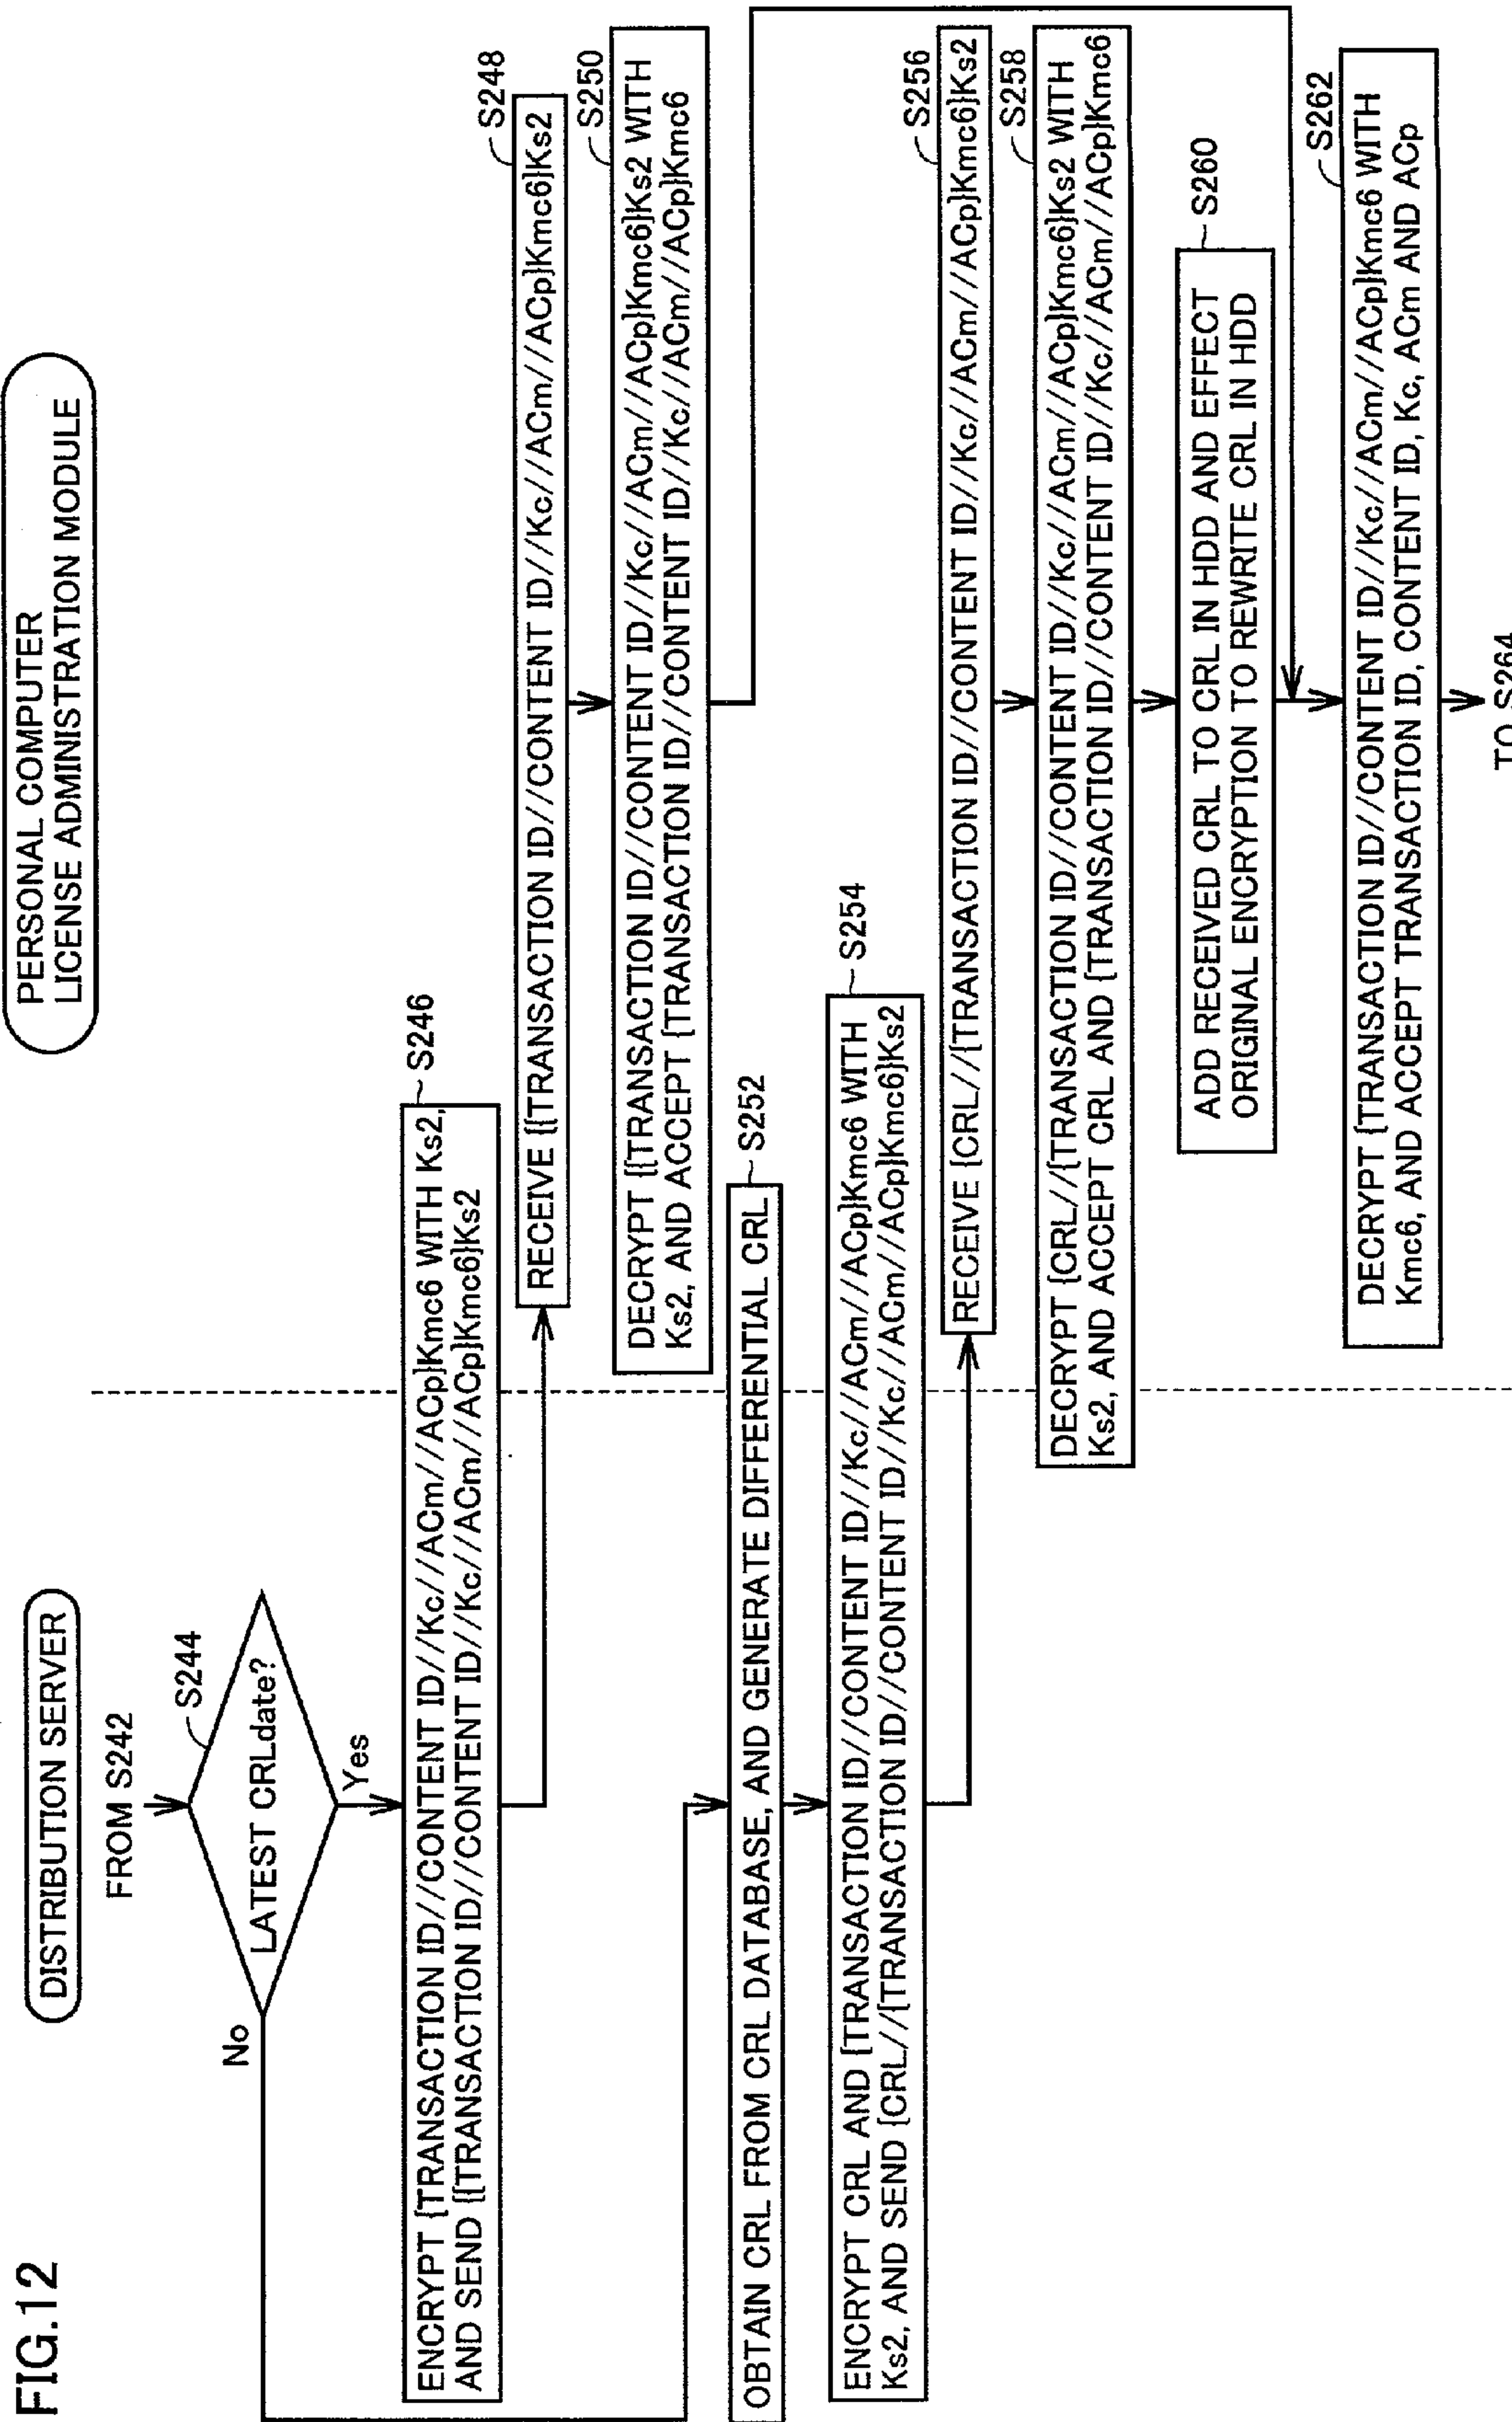 FIG.12
DISTRIBUTION SERVER
PERSONAL COMPUTER
LICENSE ADMINISTRATION MODULE
FROM S242
S244
LATEST CRLdate?
No
Yes
S246
ENCRYPT {TRANSACTION ID//CONTENT ID//Kc//ACm//ACp}Kmc6 WITH Ks2,
AND SEND {{TRANSACTION ID//CONTENT ID//Kc//ACm//ACp}Kmc6}Ks2
S248
RECEIVE {{TRANSACTION ID//CONTENT ID//Kc//ACm//ACp}Kmc6}Ks2
S250
DECRYPT {{TRANSACTION ID//CONTENT ID//Kc//ACm//ACp}Kmc6}Ks2 WITH
Ks2, AND ACCEPT {TRANSACTION ID//CONTENT ID//Kc//ACm//ACp}Kmc6
S252
OBTAIN CRL FROM CRL DATABASE, AND GENERATE DIFFERENTIAL CRL
S254
ENCRYPT CRL AND {TRANSACTION ID//CONTENT ID//Kc//ACm//ACp}Kmc6 WITH
Ks2, AND SEND {CRL//{TRANSACTION ID//CONTENT ID//Kc//ACm//ACp}Kmc6}Ks2
S256
RECEIVE {CRL//{TRANSACTION ID//CONTENT ID//Kc//ACm//ACp}Kmc6}Ks2
S258
DECRYPT {CRL//{TRANSACTION ID//CONTENT ID//Kc//ACm//ACp}Kmc6}Ks2 WITH
Ks2, AND ACCEPT CRL AND {TRANSACTION ID//CONTENT ID//Kc//ACm//ACp}Kmc6
S260
ADD RECEIVED CRL TO CRL IN HDD AND EFFECT
ORIGINAL ENCRYPTION TO REWRITE CRL IN HDD
S262
DECRYPT {TRANSACTION ID//CONTENT ID//Kc//ACm//ACp}Kmc6 WITH
Kmc6, AND ACCEPT TRANSACTION ID, CONTENT ID, Kc, ACm AND ACp
TO S264